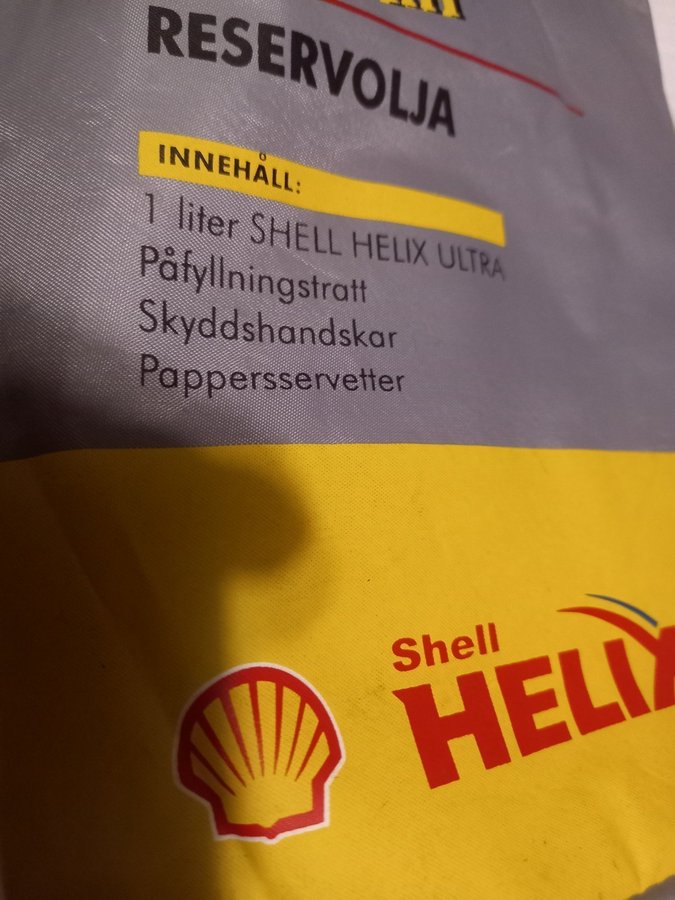 RESERVOLJA
INNEHÅLL:
1 liter SHELL HELIX ULTRA
Påfyllningstratt
Skyddshandskar
Pappersservetter
Shell
HELIX